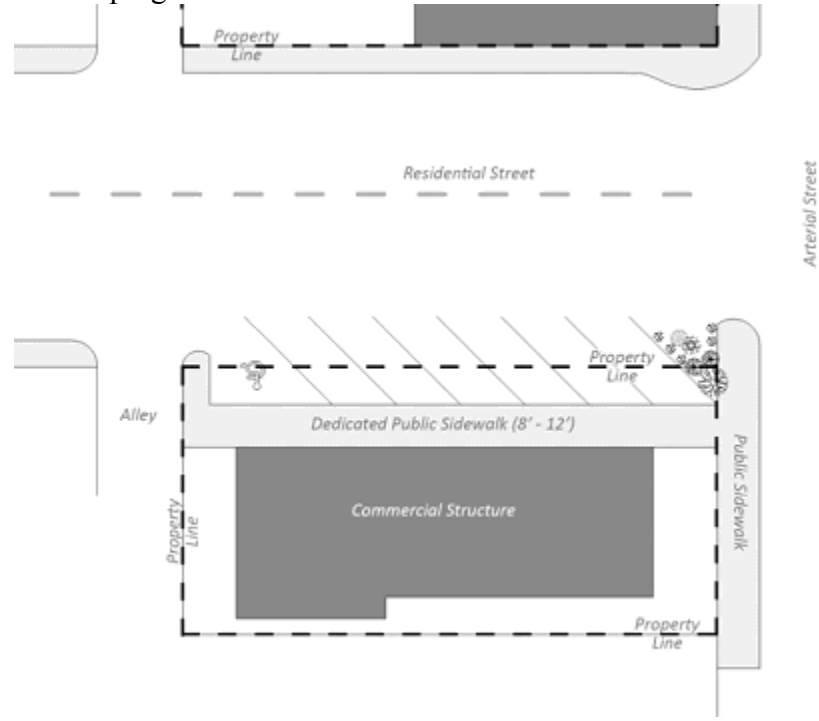 Property
Line
Residential Street
Arterial Street
Property
Line
Alley
Dedicated Public Sidewalk (8' - 12')
Public Sidewalk
Commercial Structure
Property
Line
Property
Line